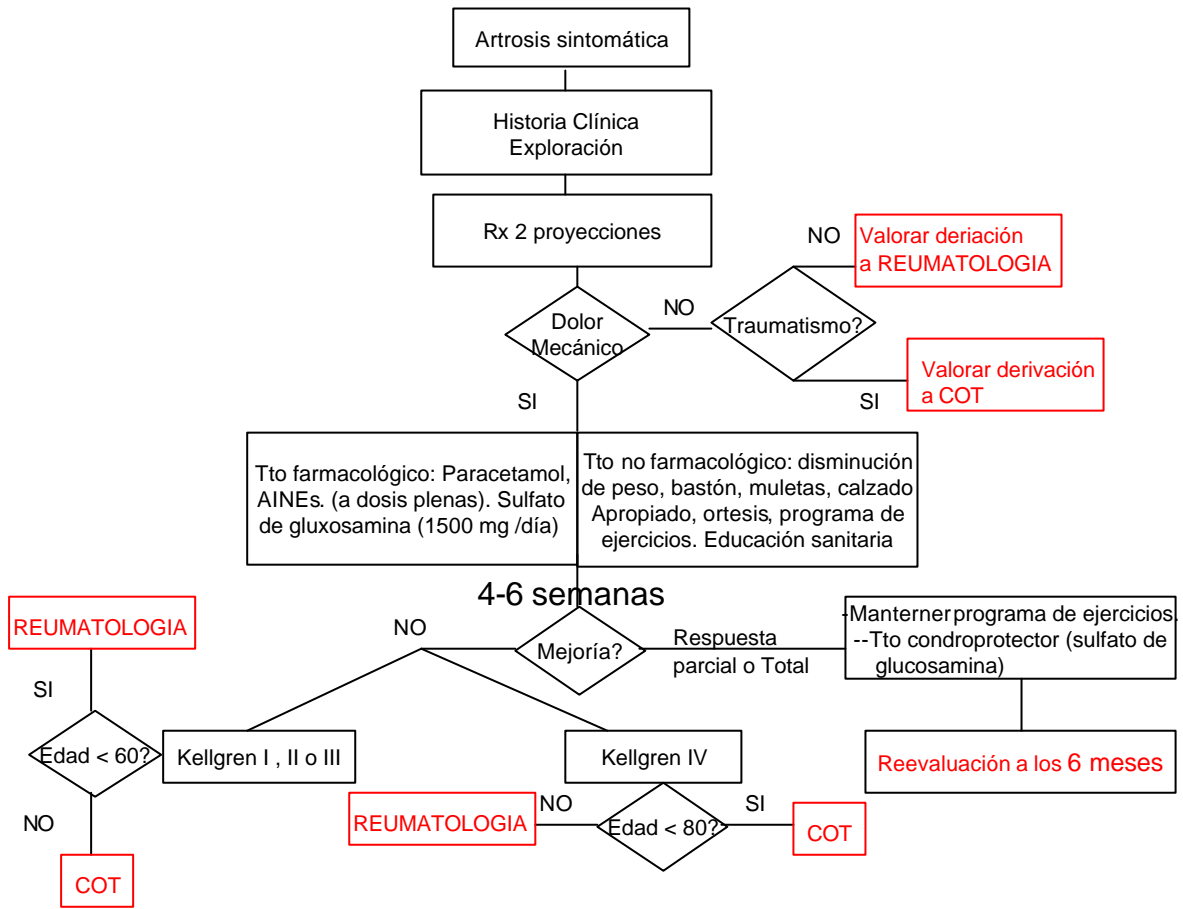 Artrosis sintomática
Historia Clínica
Exploración
Rx 2 proyecciones
NO
Valorar deriación
a REUMATOLOGIA
Dolor
Mecánico
NO
Traumatismo?
Valorar derivación
a COT
SI
SI
Tto farmacológico: Paracetamol,
AINEs. (a dosis plenas). Sulfato
de gluxosamina (1500 mg /día)
Tto no farmacológico: disminución
de peso, bastón, muletas, calzado
Apropiado, ortesis, programa de
ejercicios. Educación sanitaria
4-6 semanas
REUMATOLOGIA
NO
Mejoría?
Respuesta
parcial o Total
-Manterner programa de ejercicios.
--Tto condroprotector (sulfato de
glucosamina)
SI
Edad < 60?
Kellgren I , II o III
Kellgren IV
Reevaluación a los 6 meses
NO
REUMATOLOGIA
NO
Edad < 80?
SI
COT
COT